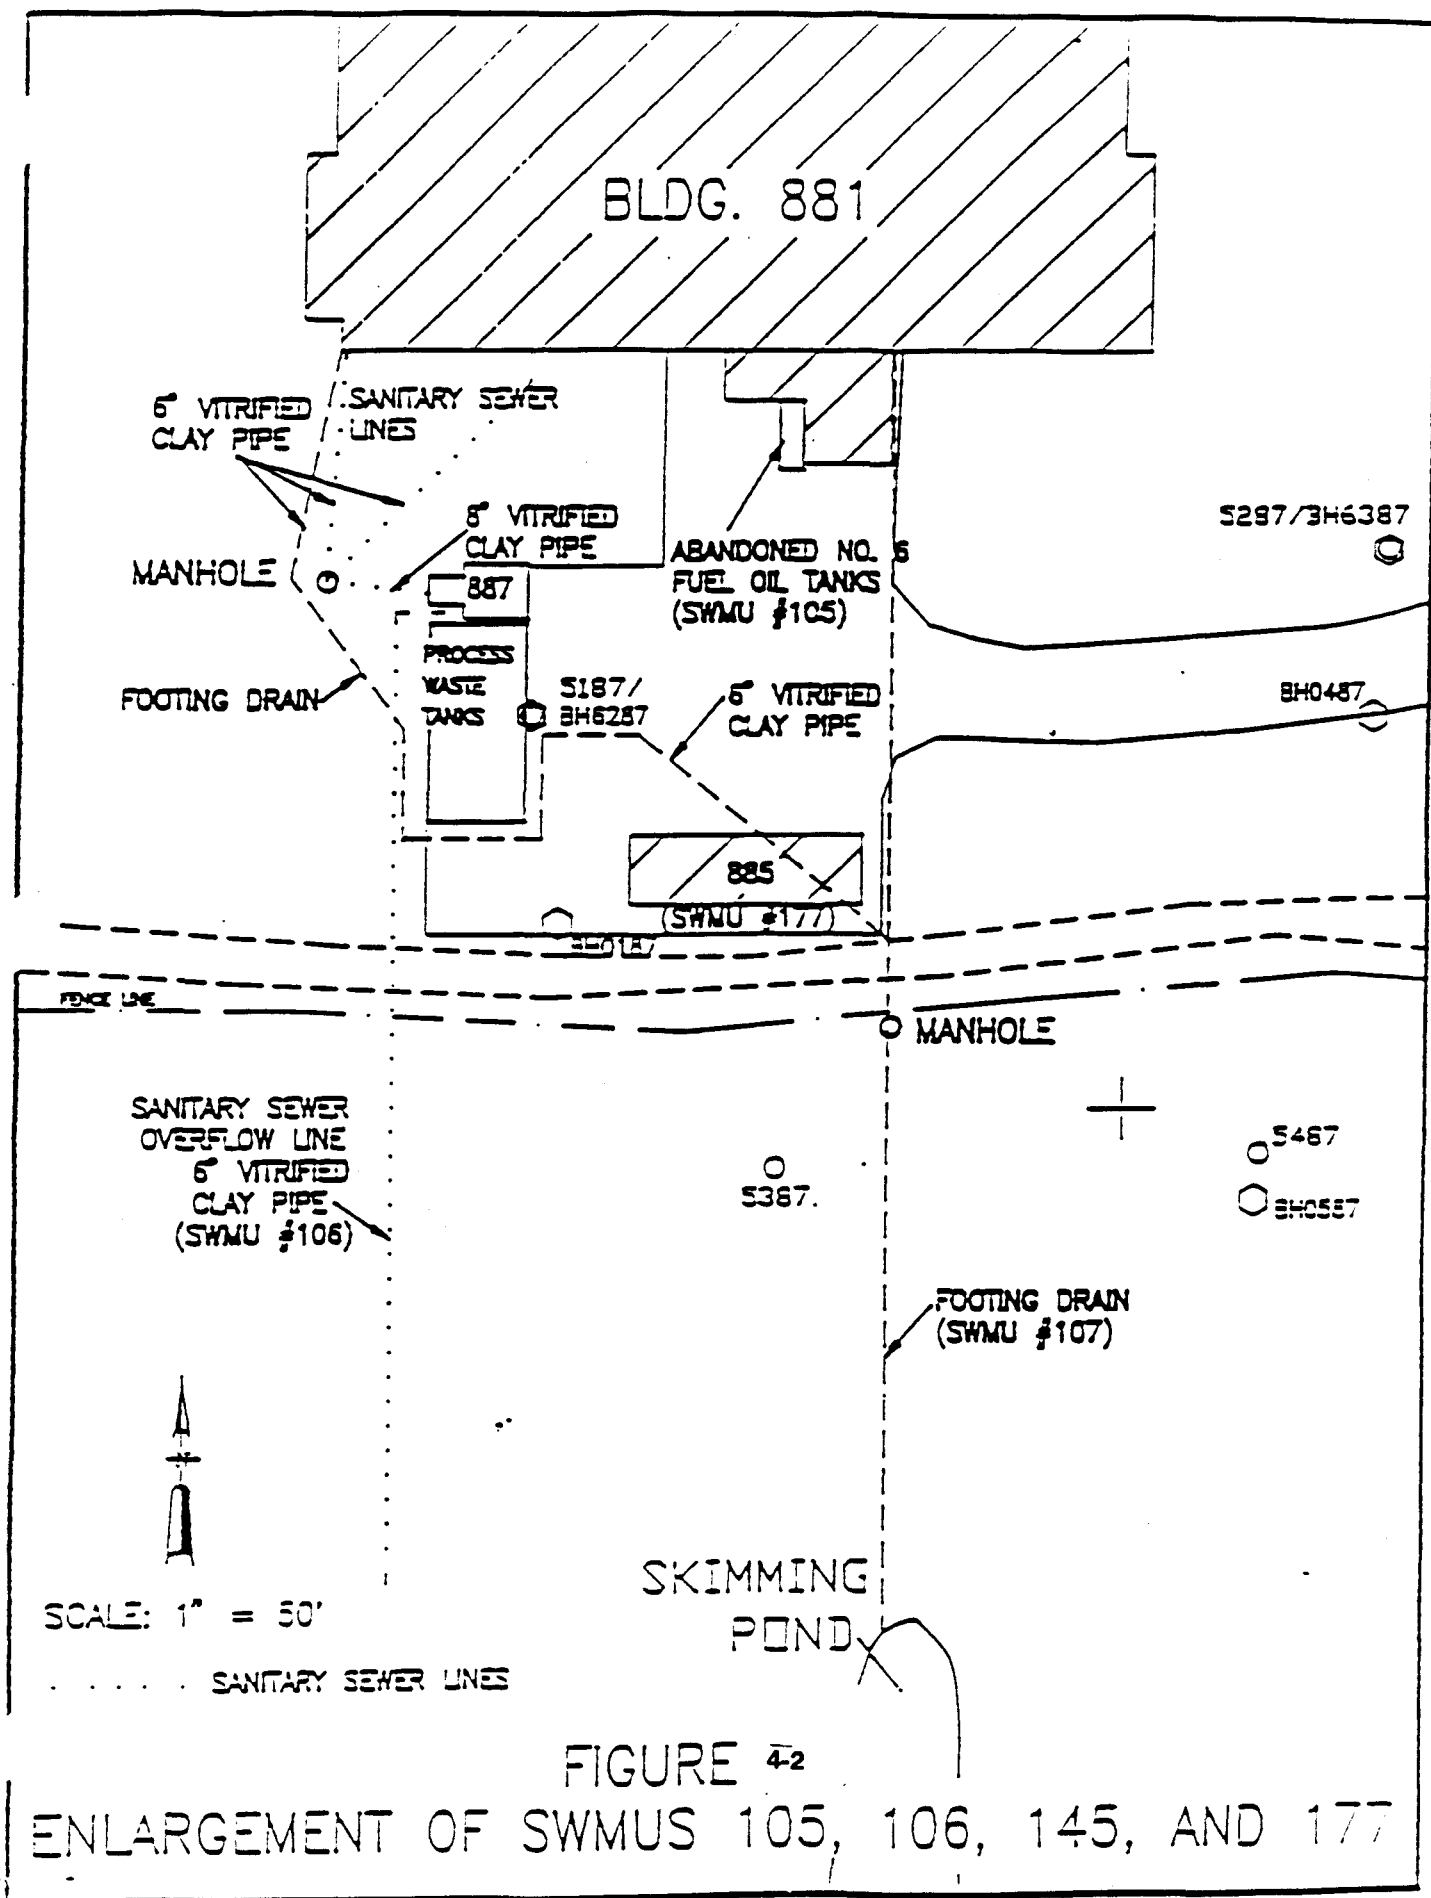 BLDG. 881
6" VITRIFIED
CLAY PIPE
SANITARY SEWER
LINES
8" VITRIFIED
CLAY PIPE
ABANDONED NO. 6
FUEL OIL TANKS
(SWMU #105)
5287/BH6387
MANHOLE
887
PROCESS
WASTE
TANKS
FOOTING DRAIN
5187/
BH6287
6" VITRIFIED
CLAY PIPE
BH0487
885
(SWMU #177)
BH0187
FENCE LINE
MANHOLE
SANITARY SEWER
OVERFLOW LINE
6" VITRIFIED
CLAY PIPE
(SWMU #106)
5387.
5487
BH0587
FOOTING DRAIN
(SWMU #107)
SKIMMING
POND
SCALE: 1" = 50'
. . . . . SANITARY SEWER LINES
FIGURE 4-2
ENLARGEMENT OF SWMUS 105, 106, 145, AND 177